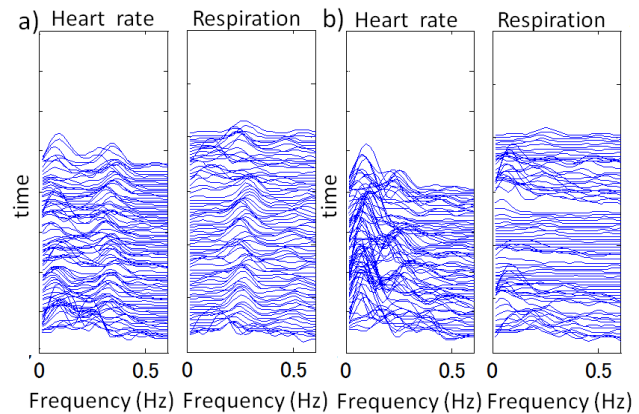 a) Heart rate Respiration b) Heart rate Respiration
time time
0 0.5 0 0.5 0 0.5 0 0.5
Frequency (Hz) Frequency (Hz) Frequency (Hz) Frequency (Hz)